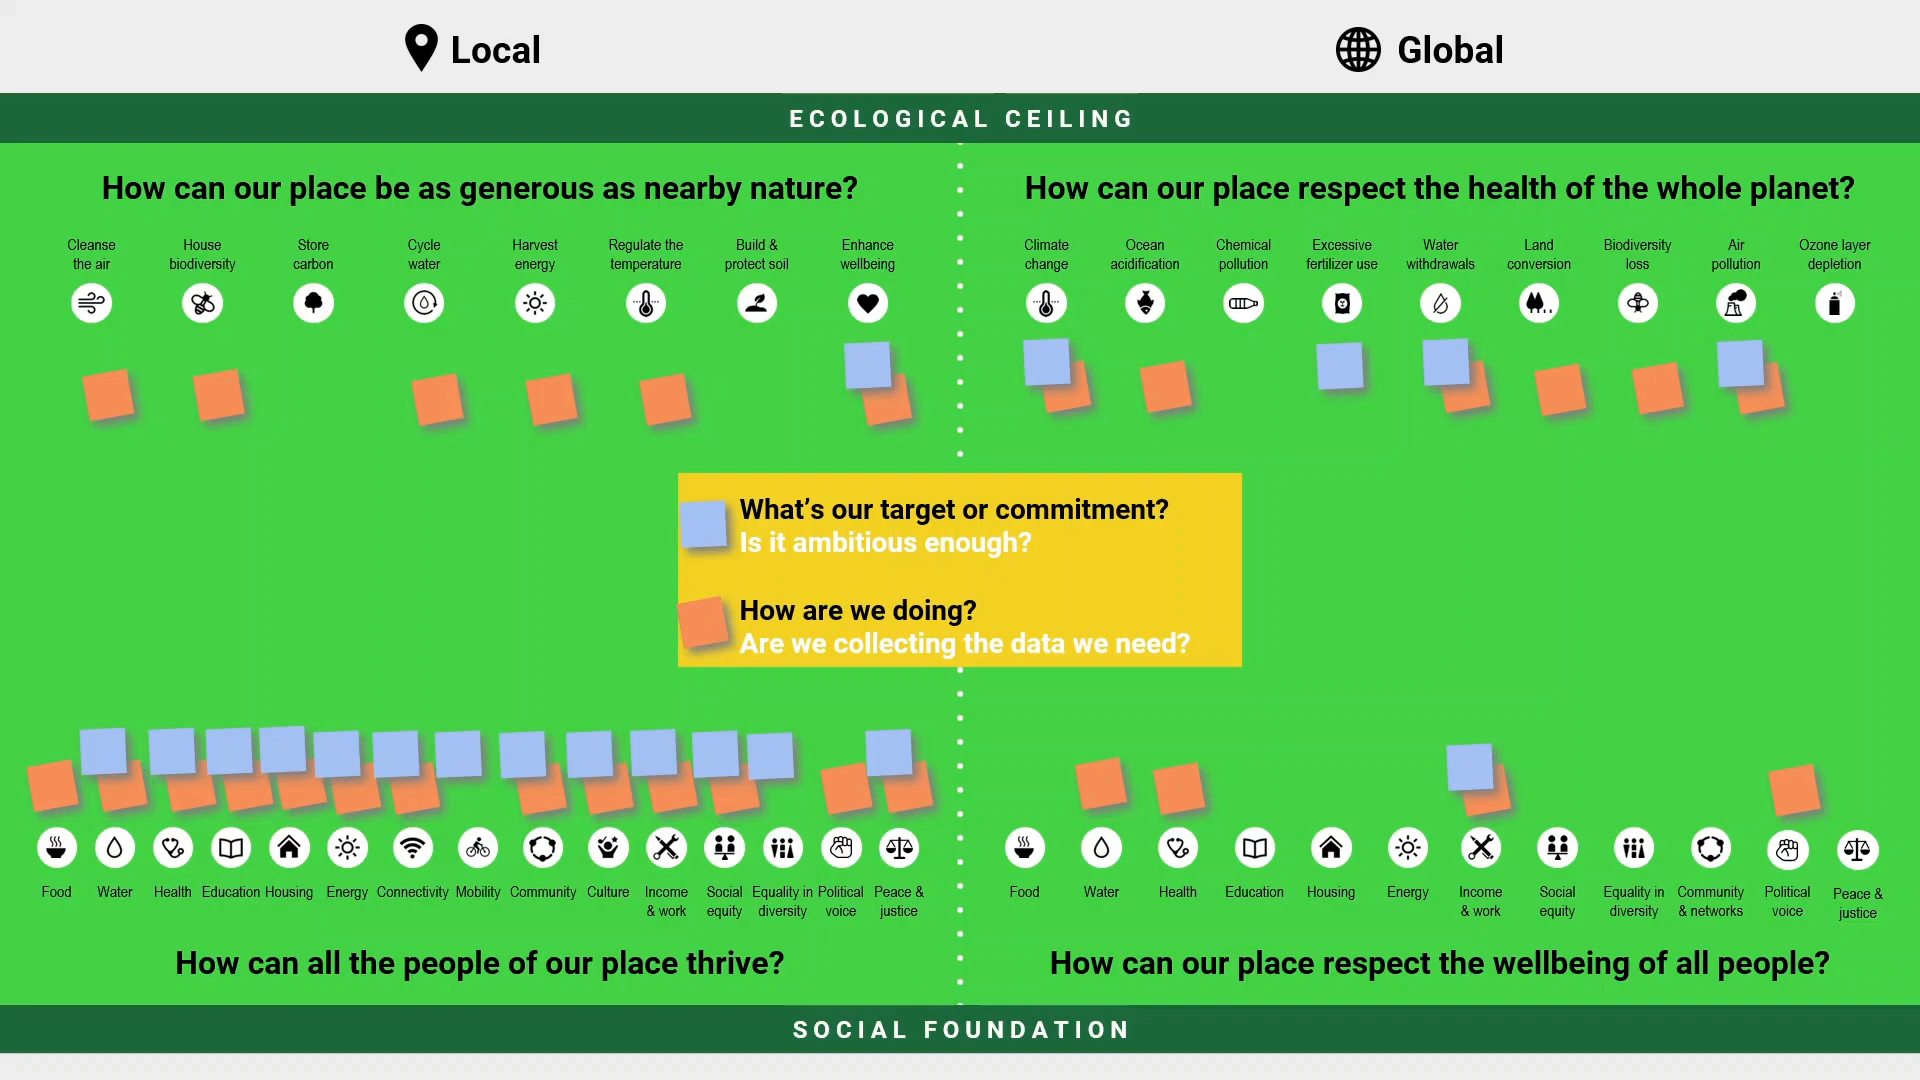 Local
Global
ECOLOGICAL CEILING
How can our place be as generous as nearby nature?
Cleanse
the air
House
biodiversity
Store
carbon
Cycle
water
Harvest
energy
Regulate the
temperature
Build &
protect soil
Enhance
wellbeing
How can our place respect the health of the whole planet?
Climate
change
Ocean
acidification
Chemical
pollution
Excessive
fertilizer use
Water
withdrawals
Land
conversion
Biodiversity
loss
Air
pollution
Ozone layer
depletion
What's our target or commitment?
Is it ambitious enough?
How are we doing?
Are we collecting the data we need?
Food
Water
Health
Education
Housing
Energy
Connectivity
Mobility
Community
Culture
Income
& work
Social
equity
Equality in
diversity
Political
voice
Peace &
justice
How can all the people of our place thrive?
Food
Water
Health
Education
Housing
Energy
Income
& work
Social
equity
Equality in
diversity
Community
& networks
Political
voice
Peace &
justice
How can our place respect the wellbeing of all people?
SOCIAL FOUNDATION